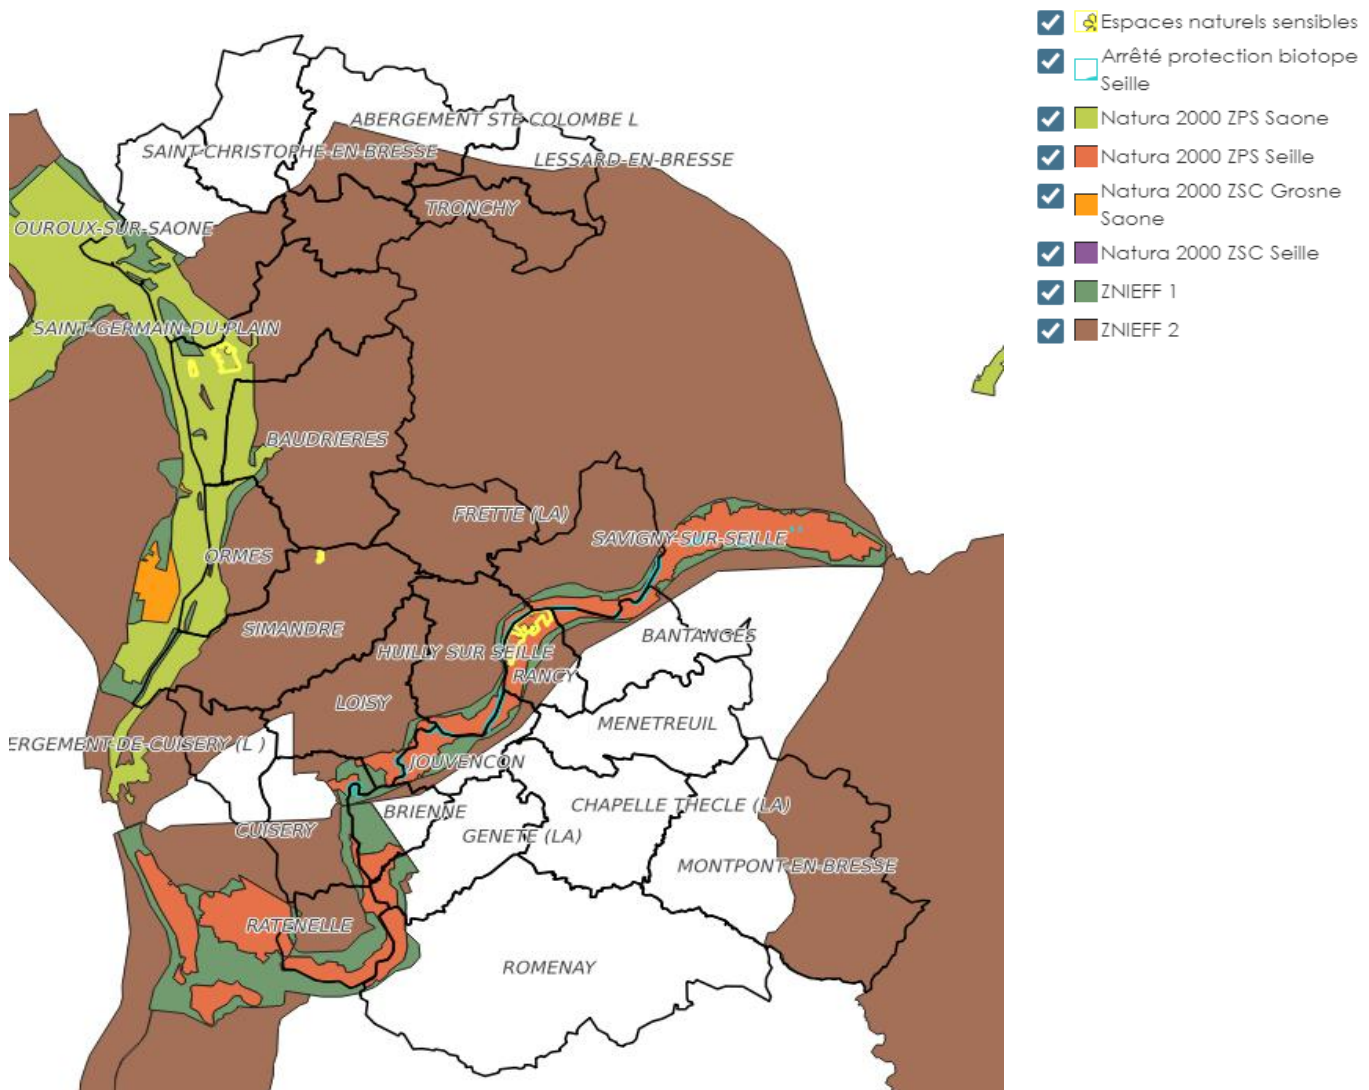 ABERGEMENT STE COLOMBE L
SAINT-CHRISTOPHE-EN-BRESSE
LESSARD-EN-BRESSE
TRONCHY
OUROUX-SUR-SAONE
SAINT-GERMAIN-DU-PLAIN
BAUDRIERES
FRETTE (LA)
SAVIGNY-SUR-SEILLE
ORMES
SIMANDRE
BANTANGES
HUILLY SUR SEILLE
RANCY
LOISY
MENETREUIL
ERGEMENT-DE-CUISERY (L )
JOUVENCON
CHAPELLE THECLE (LA)
BRIENNE
CUISERY
GENETE (LA)
MONTPONT-EN-BRESSE
RATENELLE
ROMENAY
Espaces naturels sensibles
Arrêté protection biotope
Seille
Natura 2000 ZPS Saone
Natura 2000 ZPS Seille
Natura 2000 ZSC Grosne
Saone
Natura 2000 ZSC Seille
ZNIEFF 1
ZNIEFF 2